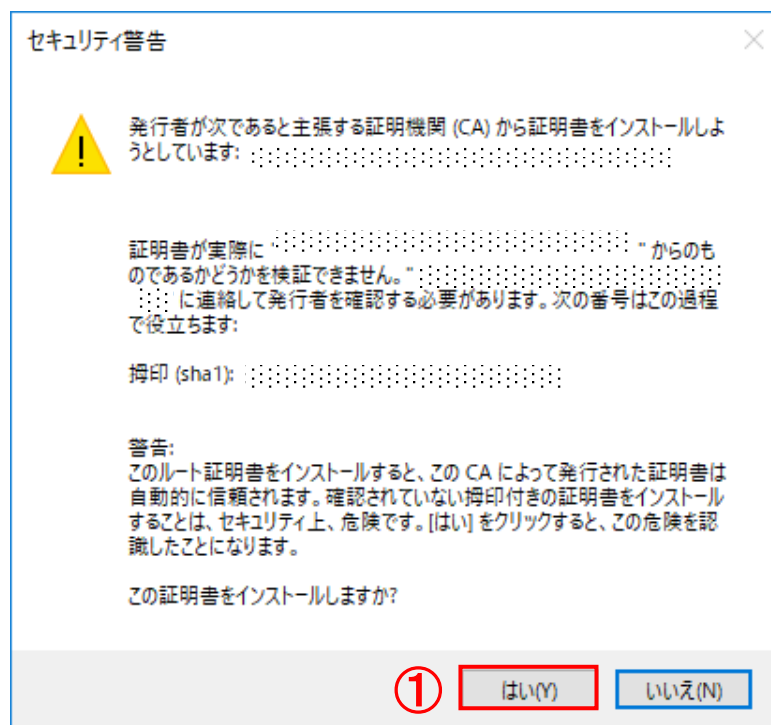 セキュリティ警告
発行者が次であると主張する証明機関 (CA) から証明書をインストールしよ
うとしています:
証明書が実際に "
" からのも
のであるかどうかを検証できません。"
に連絡して発行者を確認する必要があります。次の番号はこの過程
で役立ちます:
拇印 (sha1):
警告:
このルート証明書をインストールすると、この CA によって発行された証明書は
自動的に信頼されます。確認されていない拇印付きの証明書をインストール
することは、セキュリティ上、危険です。[はい] をクリックすると、この危険を認
識したことになります。
この証明書をインストールしますか?
① はい(Y) いいえ(N)